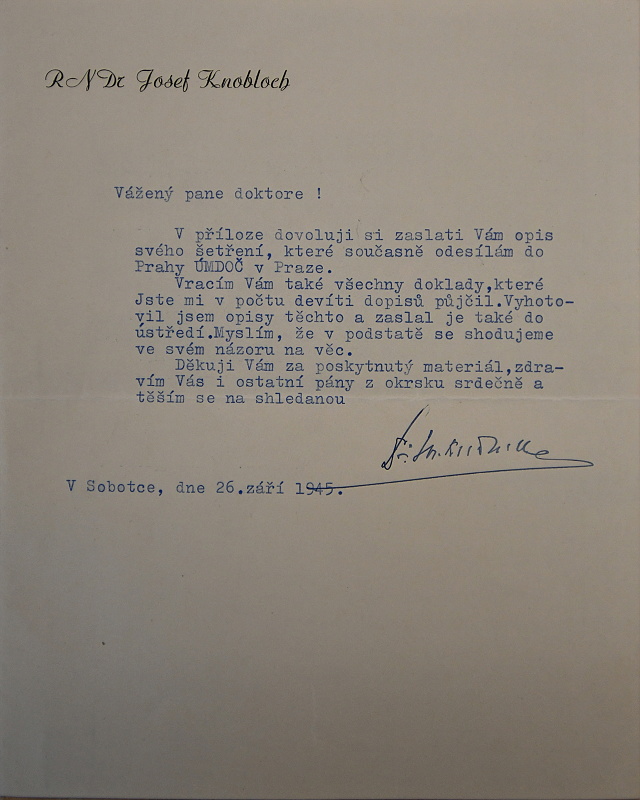 RNDr Josef Knobloch
Vážený pane doktore !
V příloze dovoluji si zaslati Vám opis
svého šetření, které současně odesílám do
Prahy ÚMDOČ v Praze.
Vracím Vám také všechny doklady,které
Jste mi v počtu devíti dopisů půjčil.Vyhoto-
vil jsem opisy těchto a zaslal je také do
ústředí.Myslím, že v podstatě se shodujeme
ve svém názoru na věc.
Děkuji Vám za poskytnutý materiál,zdra-
vím Vás i ostatní pány z okrsku srdečně a
těším se na shledanou
V Sobotce, dne 26.září 1945.